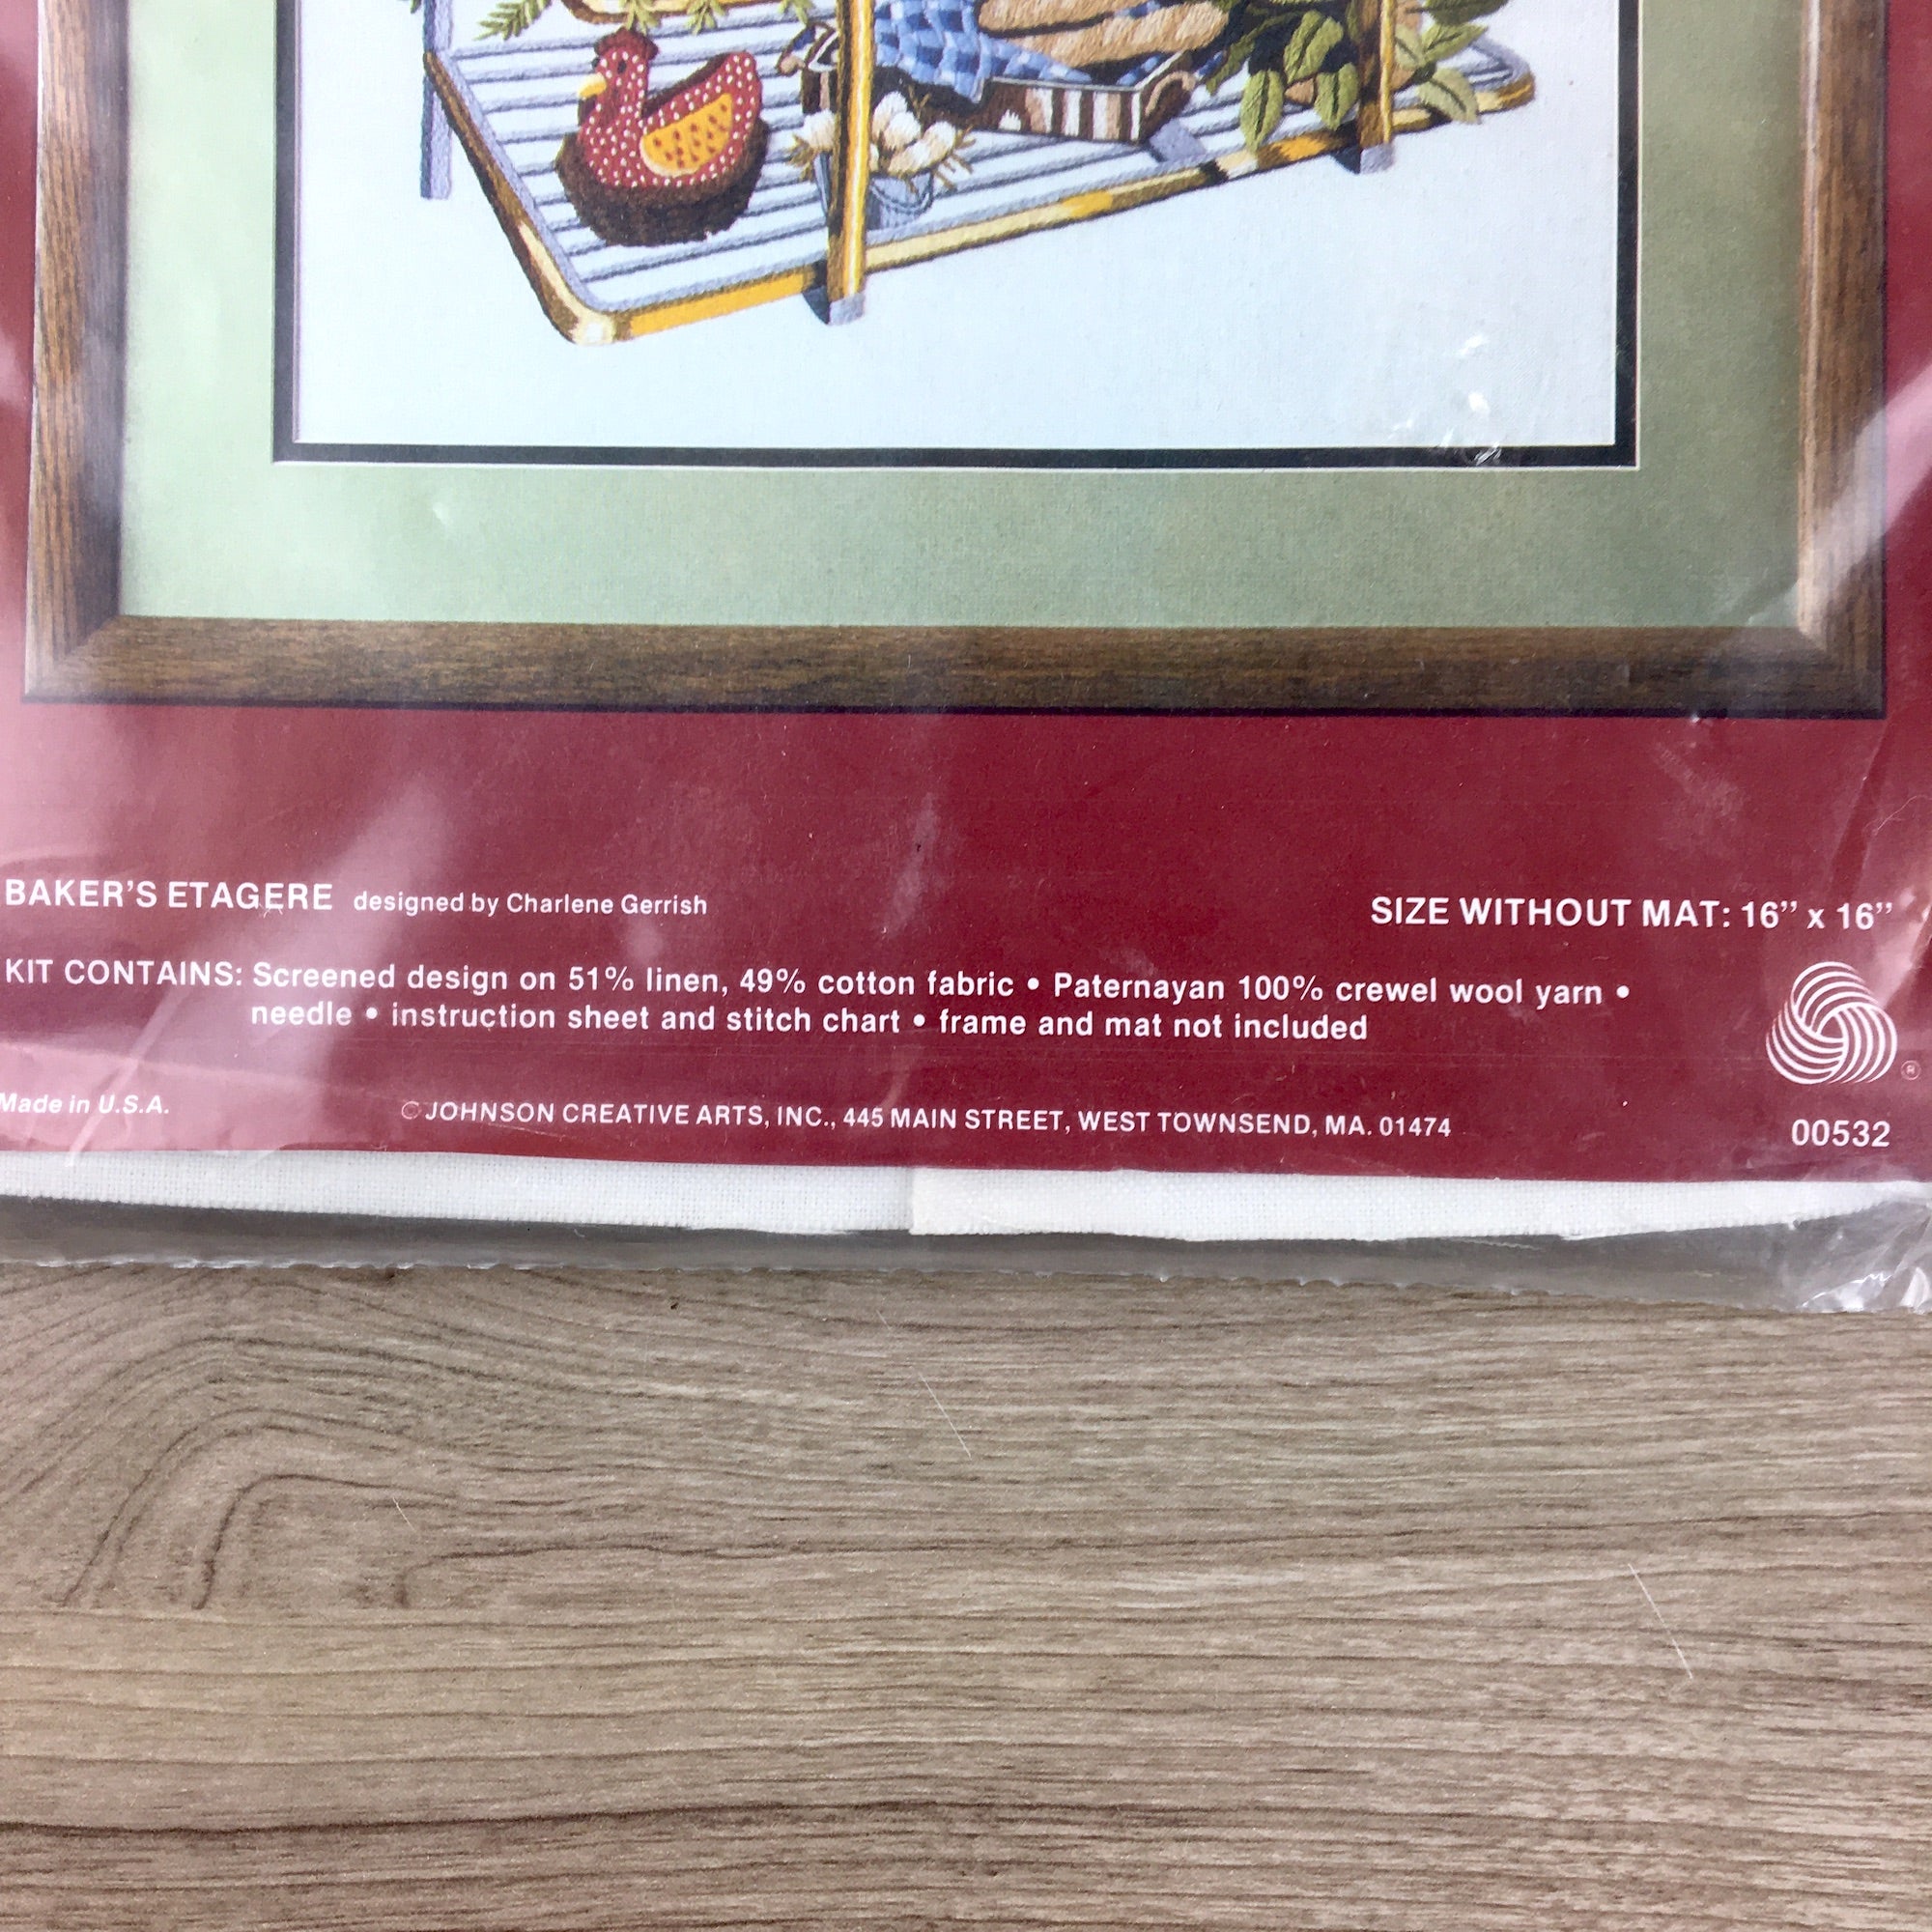 BAKER'S ETAGERE designed by Charlene Gerrish
SIZE WITHOUT MAT: 16" x 16"
KIT CONTAINS: Screened design on 51% linen, 49% cotton fabric • Paternayan 100% crewel wool yarn •
needle • instruction sheet and stitch chart • frame and mat not included
®
Made in U.S.A.
© JOHNSON CREATIVE ARTS, INC., 445 MAIN STREET, WEST TOWNSEND, MA. 01474
00532